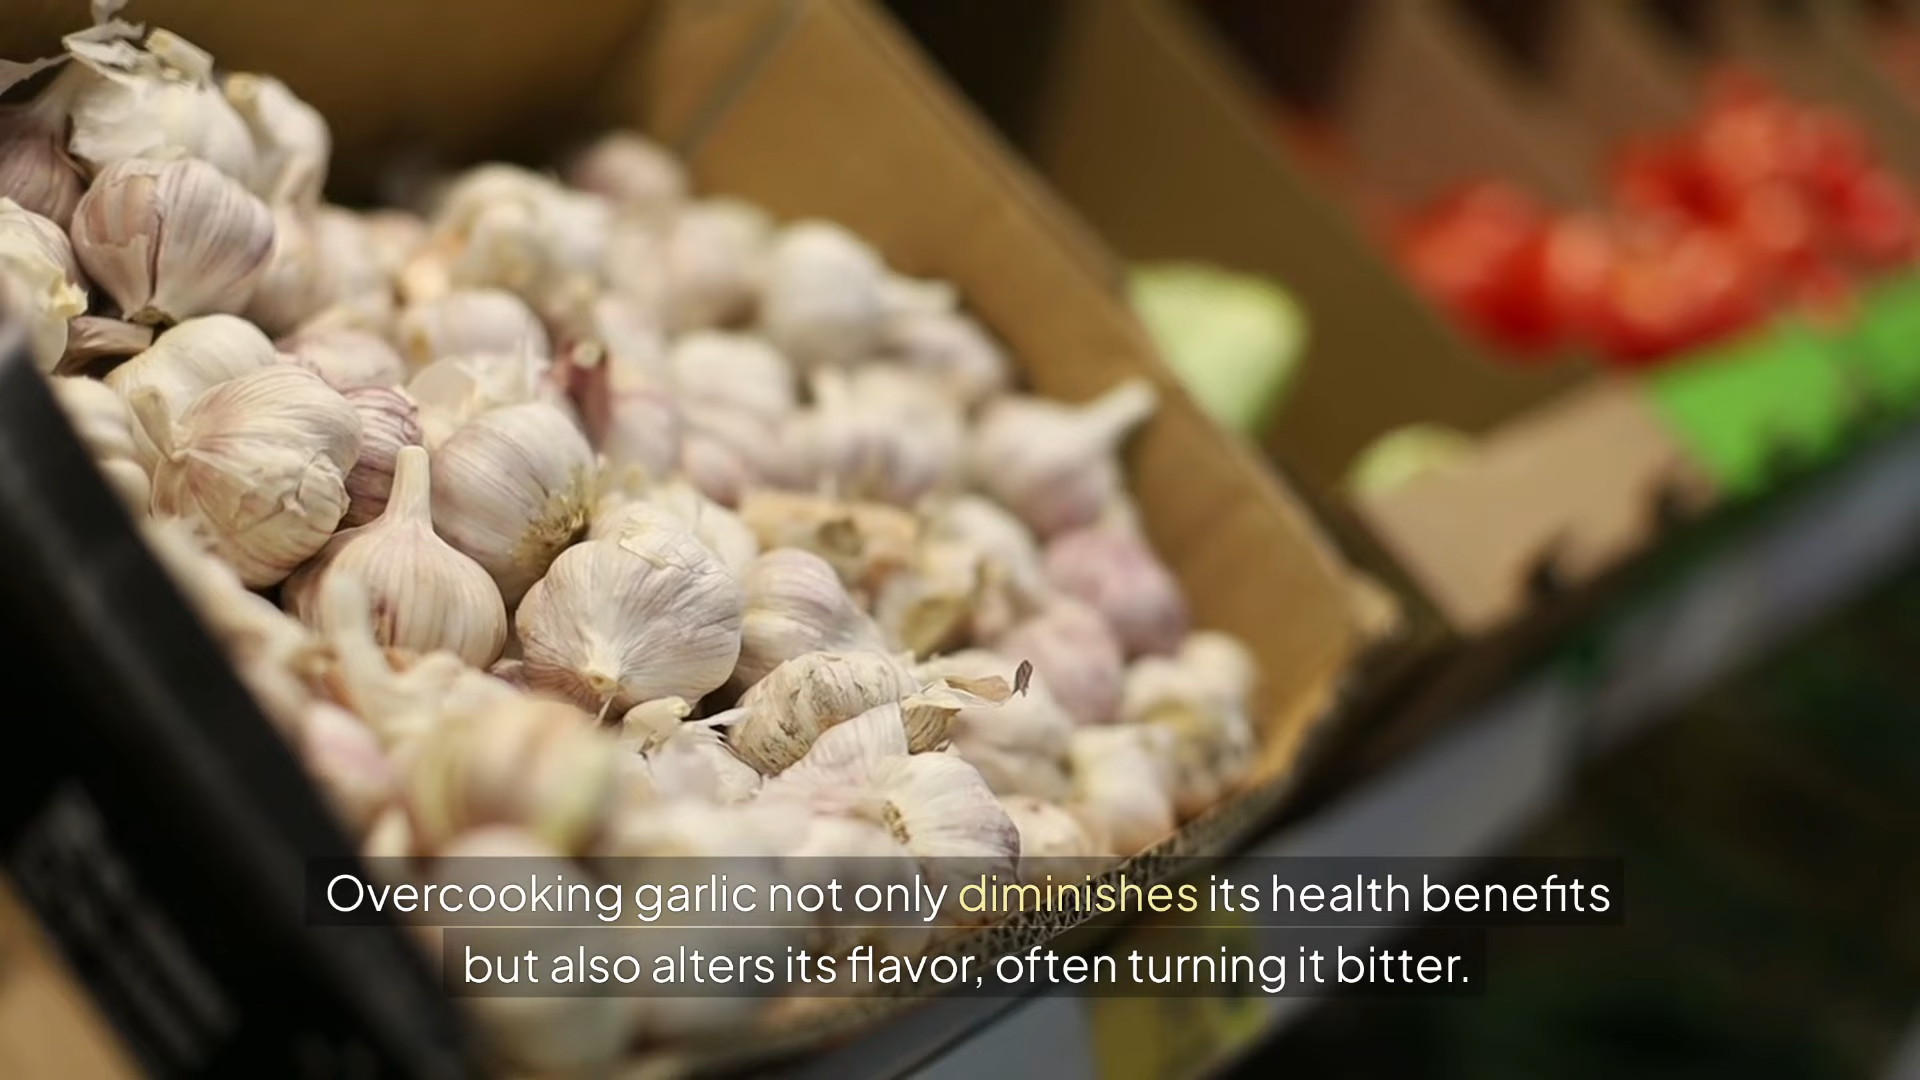 Overcooking garlic not only diminishes its health benefits
but also alters its flavor, often turning it bitter.